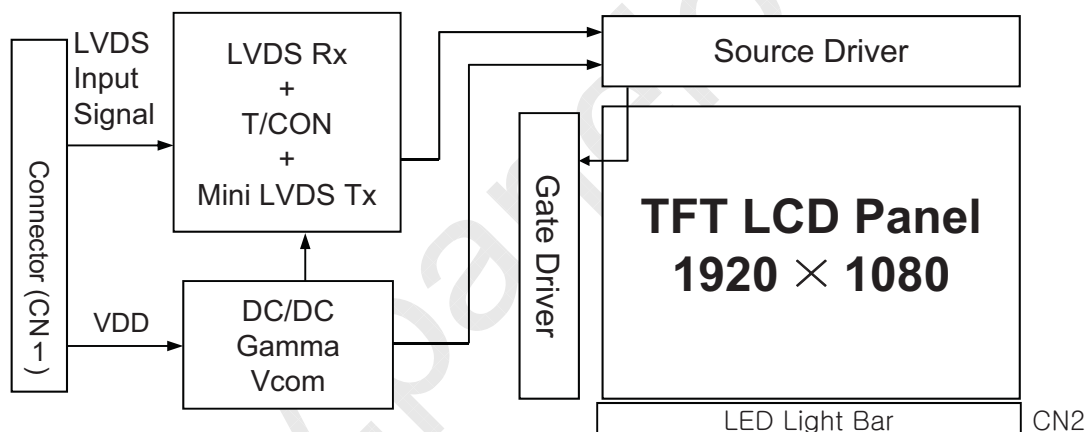 LVDS
Input
Signal
Connector (CN1)
VDD
LVDS Rx
+
T/CON
+
Mini LVDS Tx
DC/DC
Gamma
Vcom
Source Driver
Gate Driver
TFT LCD Panel
1920 × 1080
LED Light Bar
CN2